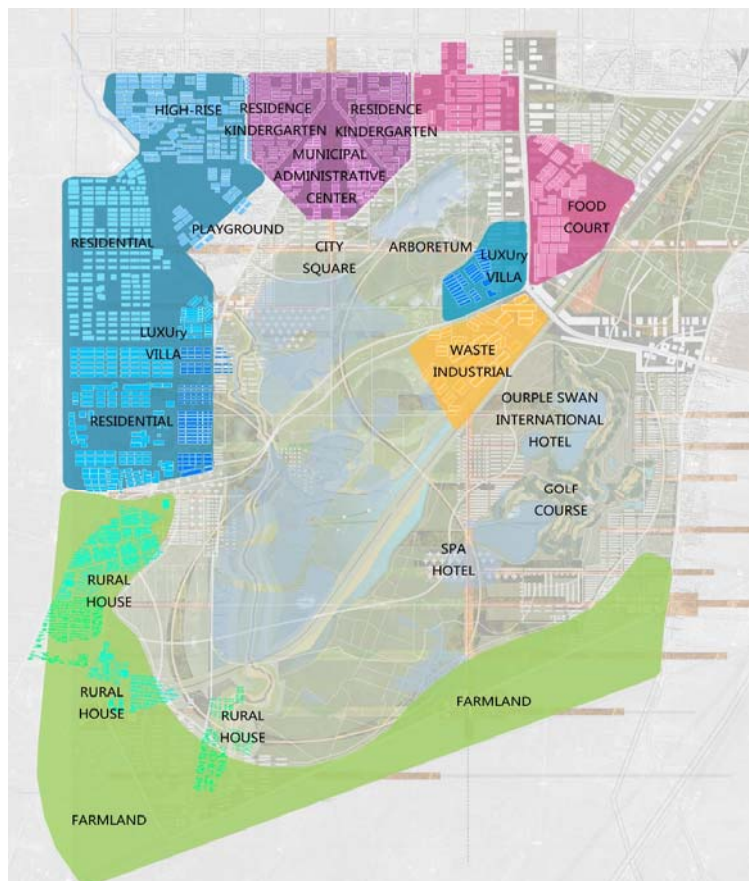 HIGH-RISE
RESIDENCE
KINDERGARTEN
RESIDENCE
KINDERGARTEN
MUNICIPAL
ADMINISTRATIVE
CENTER
FOOD
COURT
RESIDENTIAL
PLAYGROUND
CITY
SQUARE
ARBORETUM
LUXUry
VILLA
LUXUry
VILLA
WASTE
INDUSTRIAL
RESIDENTIAL
OURPLE SWAN
INTERNATIONAL
HOTEL
GOLF
COURSE
SPA
HOTEL
RURAL
HOUSE
RURAL
HOUSE
RURAL
HOUSE
FARMLAND
FARMLAND